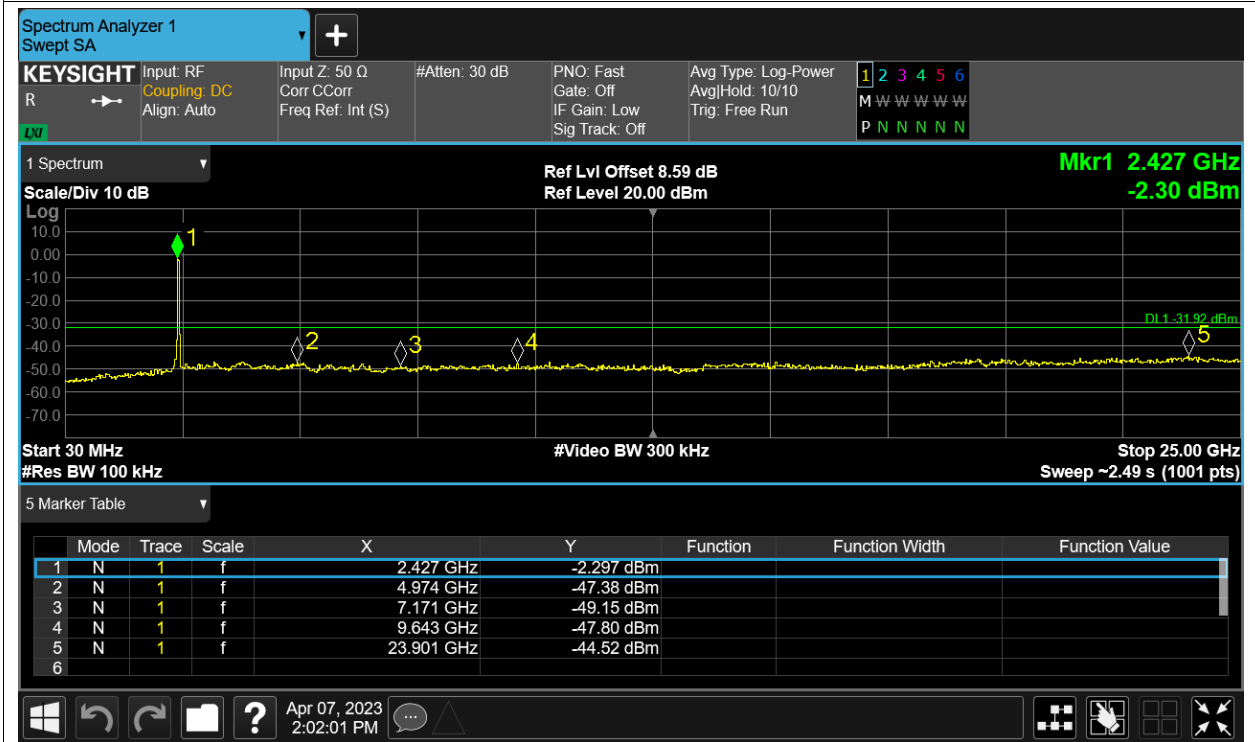 Spectrum Analyzer 1
Swept SA
+
KEYSIGHT Input: RF Input Z: 50 Ω #Atten: 30 dB PNO: Fast Avg Type: Log-Power 1 2 3 4 5 6
R Coupling: DC Corr CCorr Gate: Off Avg|Hold: 10/10 M W W W W W
Align: Auto Freq Ref: Int (S) IF Gain: Low Trig: Free Run
LXI Sig Track: Off P N N N N N
1 Spectrum Ref Lvl Offset 8.59 dB Mkr1 2.427 GHz
Scale/Div 10 dB Ref Level 20.00 dBm -2.30 dBm
Log
10.0 1
0.00
-10.0
-20.0
-30.0 DL1 -31.92 dBm
-40.0 2 3 4 5
-50.0
-60.0
-70.0
Start 30 MHz #Video BW 300 kHz Stop 25.00 GHz
#Res BW 100 kHz Sweep ~2.49 s (1001 pts)
5 Marker Table
Mode Trace Scale X Y Function Function Width Function Value
1 N 1 f 2.427 GHz -2.297 dBm
2 N 1 f 4.974 GHz -47.38 dBm
3 N 1 f 7.171 GHz -49.15 dBm
4 N 1 f 9.643 GHz -47.80 dBm
5 N 1 f 23.901 GHz -44.52 dBm
6
? Apr 07, 2023
2:02:01 PM